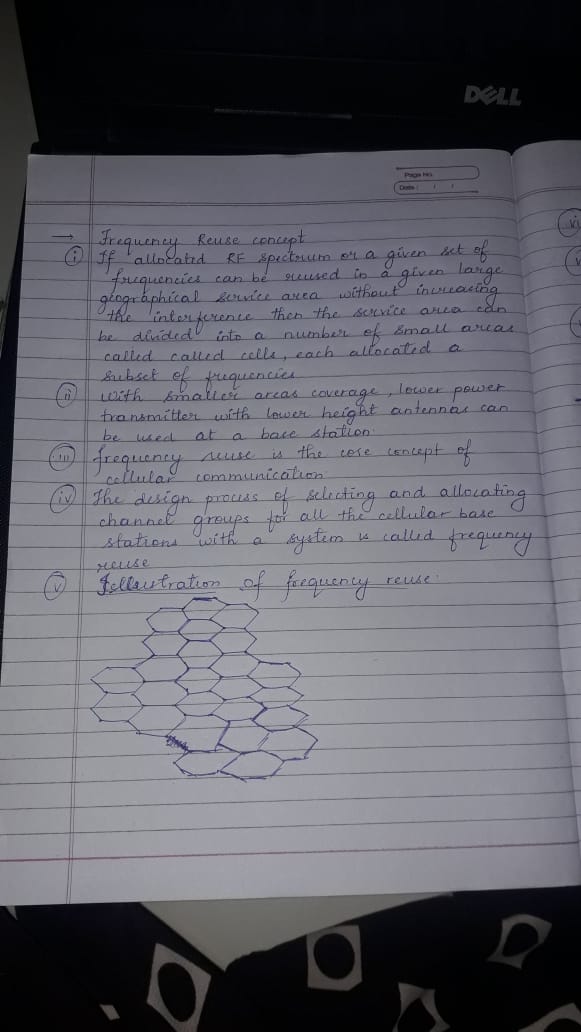 DELL
Page No.
Date : / /
→ Frequency Reuse concept
(i) If allocated RF spectrum or a given set of
frequencies can be reused in a given large
geographical service area without increasing
the interference then the service area can
be divided into a number of small areas
called called cells, each allocated a
subset of frequencies
(ii) With smaller areas coverage, lower power
transmitter with lower height antennas can
be used at a base station.
(iii) frequency reuse is the core concept of
cellular communication
(iv) The design process of selecting and allocating
channel groups for all the cellular base
stations with a system is called frequency
reuse
(v) Illustration of frequency reuse:
vi
v